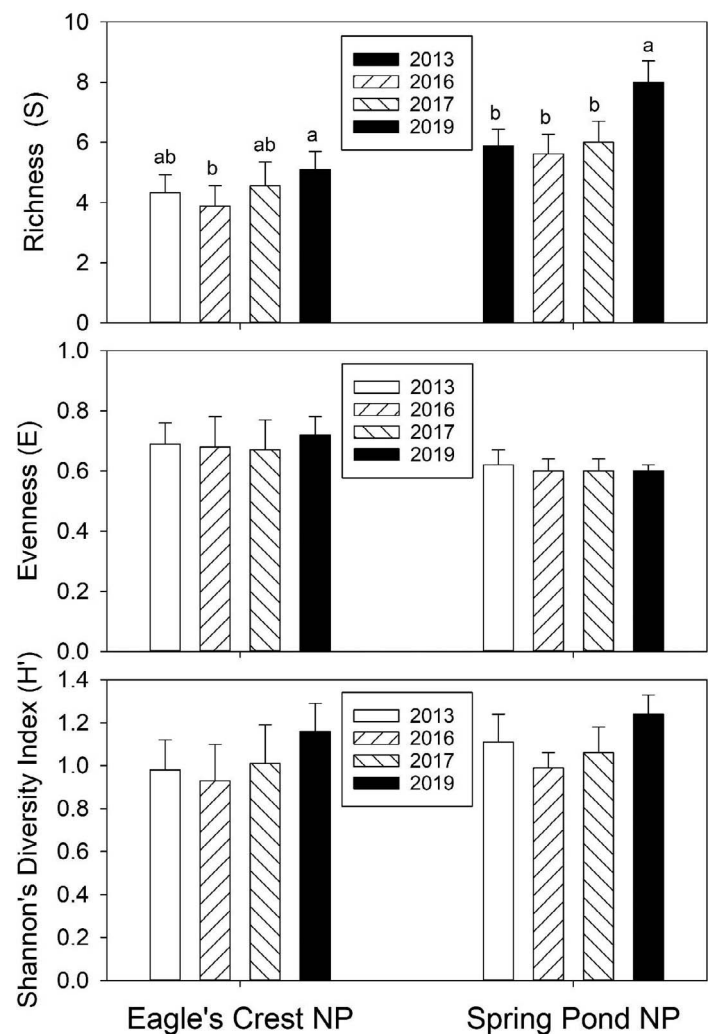 Richness (S)
10
8
6
4
2
0
2013
2016
2017
2019
ab
b
ab
a
b
b
b
a
Evenness (E)
1.0
0.8
0.6
0.4
0.2
0.0
2013
2016
2017
2019
Shannon's Diversity Index (H')
1.4
1.2
1.0
0.8
0.6
0.4
0.2
0.0
2013
2016
2017
2019
Eagle's Crest NP
Spring Pond NP